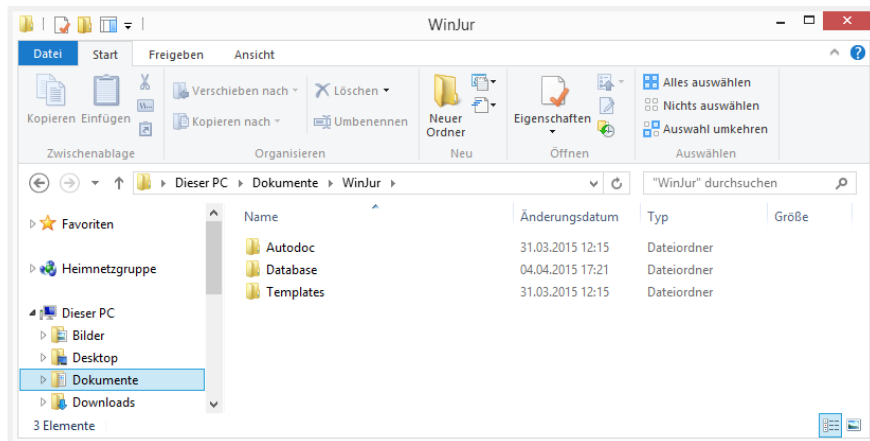 WinJur
Datei Start Freigeben Ansicht
Kopieren Einfügen
Verschieben nach Löschen
Kopieren nach Umbenennen
Neuer Ordner
Eigenschaften
Alles auswählen
Nichts auswählen
Auswahl umkehren
Zwischenablage Organisieren Neu Öffnen Auswählen
Dieser PC Dokumente WinJur "WinJur" durchsuchen
Name Änderungsdatum Typ Größe
Favoriten
Autodoc 31.03.2015 12:15 Dateiordner
Heimnetzgruppe
Database 04.04.2015 17:21 Dateiordner
Templates 31.03.2015 12:15 Dateiordner
Dieser PC
Bilder
Desktop
Dokumente
Downloads
3 Elemente